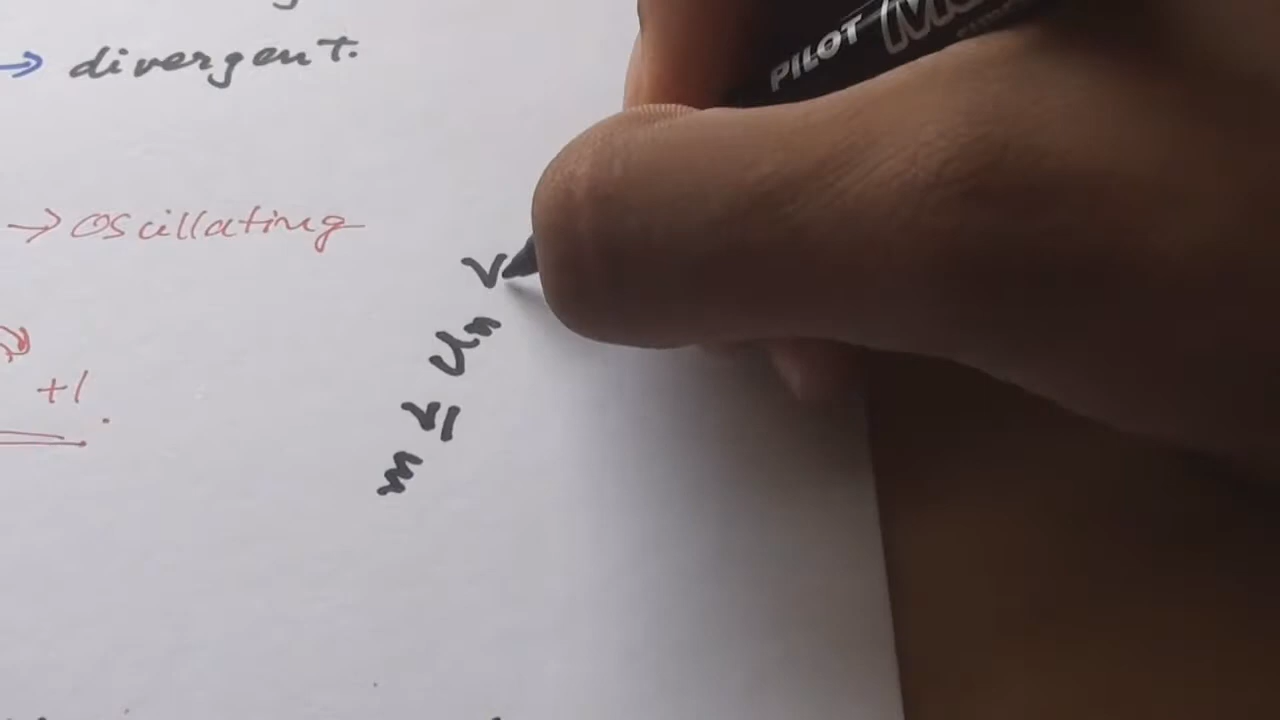 → divergent.
→ oscillating
+1
m ≤ Un <
PILOT